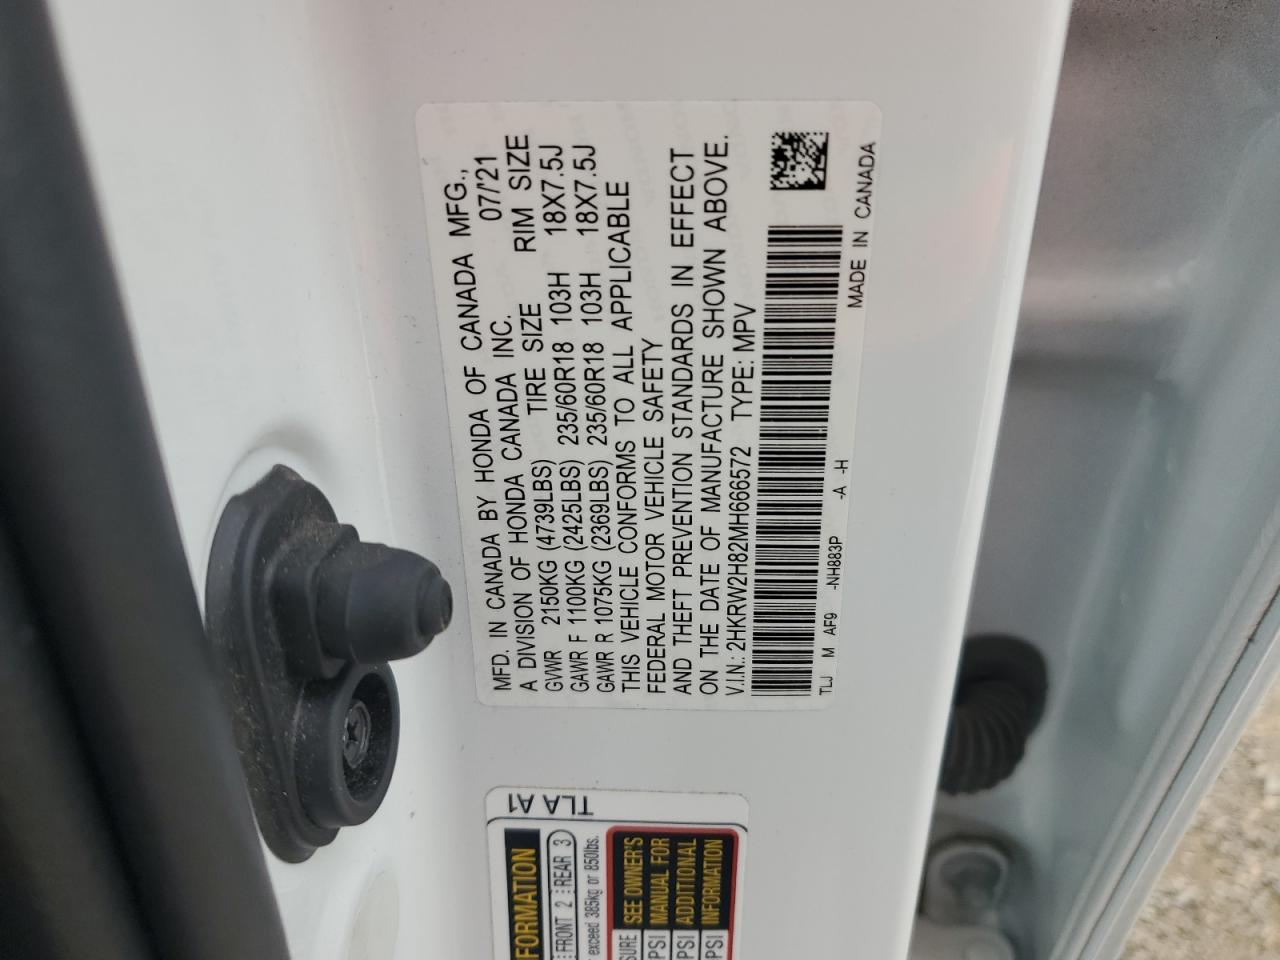 MFD. IN CANADA BY HONDA OF CANADA MFG.,
A DIVISION OF HONDA CANADA INC. 07/'21
GVWR 2150KG (4739LBS) TIRE SIZE RIM SIZE
GAWR F 1100KG (2425LBS) 235/60R18 103H 18X7.5J
GAWR R 1075KG (2369LBS) 235/60R18 103H 18X7.5J
THIS VEHICLE CONFORMS TO ALL APPLICABLE
FEDERAL MOTOR VEHICLE SAFETY
AND THEFT PREVENTION STANDARDS IN EFFECT
ON THE DATE OF MANUFACTURE SHOWN ABOVE.
V.I.N.: 2HKRW2H82MH666572 TYPE: MPV
TLJ M AF9 -NH883P -A -H
MADE IN CANADA
TLA A1
FRONT 2 REAR 3
exceed 385kg or 850lbs.
SEE OWNER'S
PSI MANUAL FOR
PSI ADDITIONAL
PSI INFORMATION